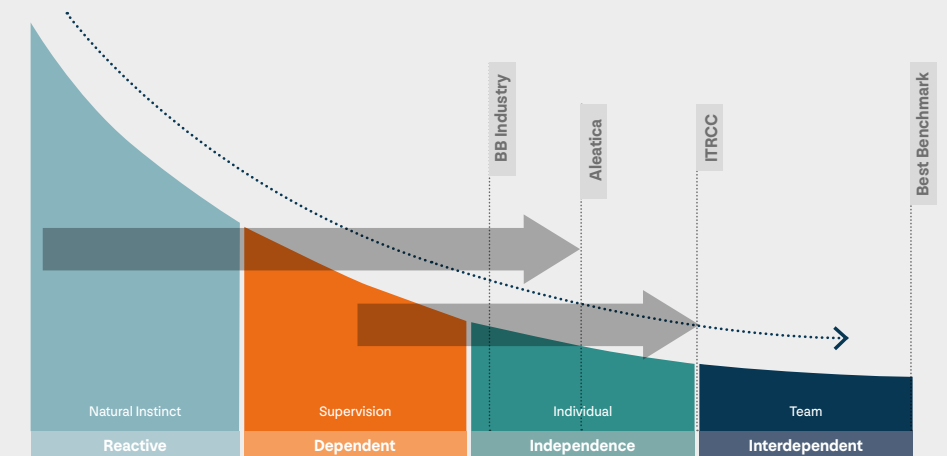 BB Industry
Aleatica
ITRCC
Best Benchmark
Natural Instinct
Supervision
Individual
Team
Reactive
Dependent
Independence
Interdependent